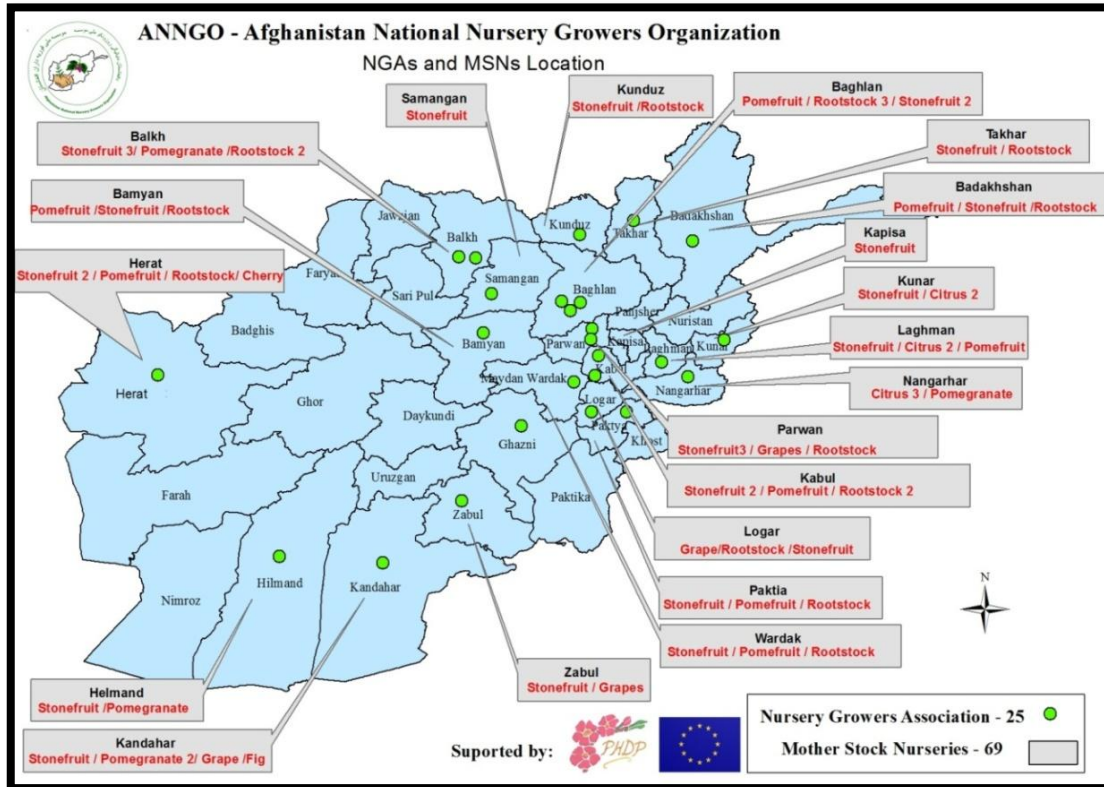 ANNGO - Afghanistan National Nursery Growers Organization
NGAs and MSNs Location
Samangan
Stonefruit
Kunduz
Stonefruit /Rootstock
Baghlan
Pomefruit / Rootstock 3 / Stonefruit 2
Balkh
Stonefruit 3/ Pomegranate /Rootstock 2
Takhar
Stonefruit / Rootstock
Bamyan
Pomefruit /Stonefruit /Rootstock
Badakhshan
Pomefruit / Stonefruit /Rootstock
Kapisa
Stonefruit
Herat
Stonefruit 2 / Pomefruit / Rootstock/ Cherry
Kunar
Stonefruit / Citrus 2
Laghman
Stonefruit / Citrus 2 / Pomefruit
Nangarhar
Citrus 3 / Pomegranate
Parwan
Stonefruit3 / Grapes / Rootstock
Kabul
Stonefruit 2 / Pomefruit / Rootstock 2
Logar
Grape/Rootstock /Stonefruit
Paktia
Stonefruit / Pomefruit / Rootstock
Wardak
Stonefruit / Pomefruit / Rootstock
Zabul
Stonefruit / Grapes
Helmand
Stonefruit /Pomegranate
Kandahar
Stonefruit / Pomegranate 2/ Grape /Fig
Jawzjan
Balkh
Kunduz
Takhar
Badakhshan
Samangan
Sari Pul
Baghlan
Panjsher
Nuristan
Badghis
Bamyan
Parwan
Kapisa
Laghman
Kunar
Kabul
Maydan Wardak
Nangarhar
Herat
Ghor
Daykundi
Logar
Paktya
Khost
Ghazni
Farah
Uruzgan
Zabul
Paktika
Nimroz
Hilmand
Kandahar
N
Suported by:
PHDP
Nursery Growers Association - 25
Mother Stock Nurseries - 69